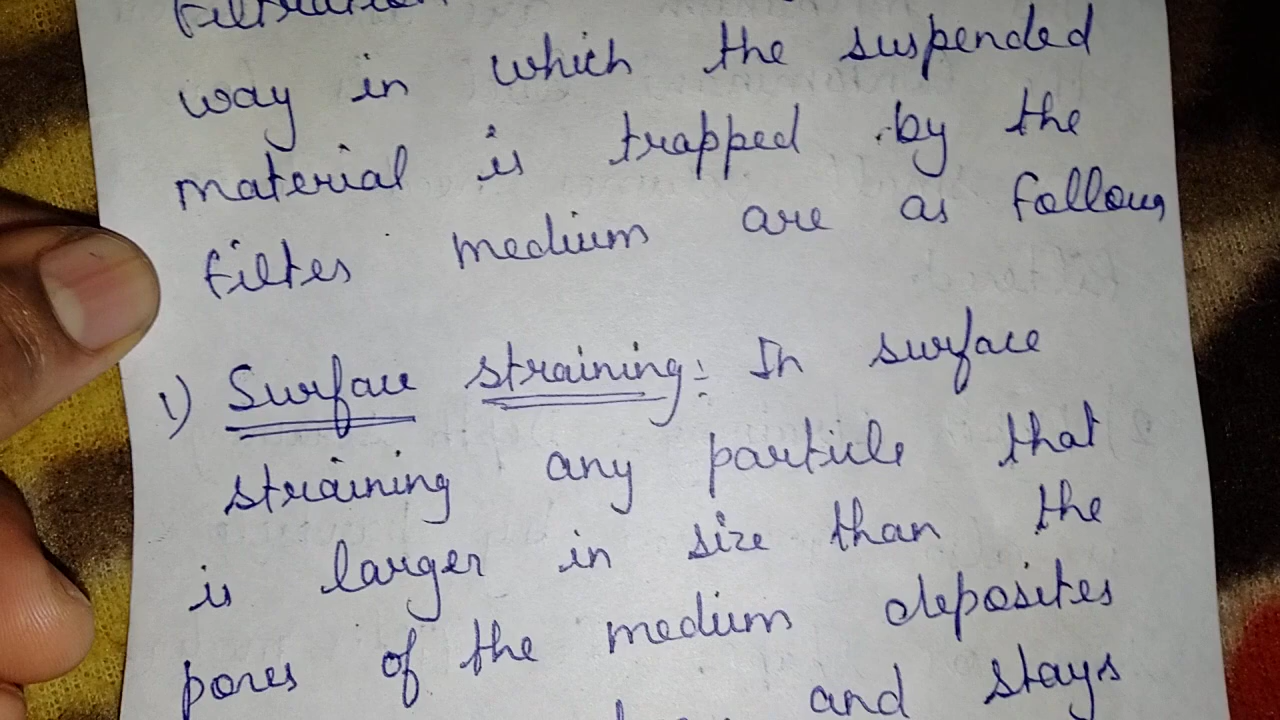 Filtration
way in which the suspended
material is trapped by the
filter medium are as follows
1) Surface straining: In surface
straining any particle that
is larger in size than the
pores of the medium deposites
and stays